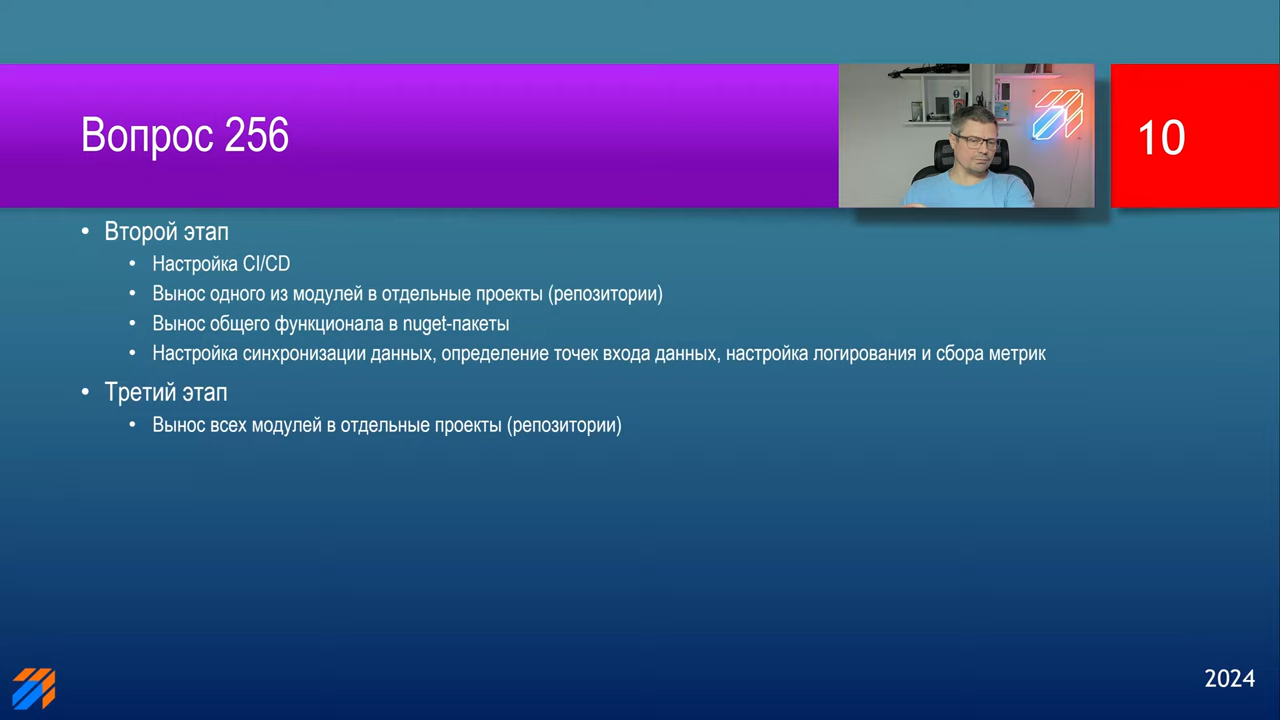 Вопрос 256
10
• Второй этап
• Настройка CI/CD
• Вынос одного из модулей в отдельные проекты (репозитории)
• Вынос общего функционала в nuget-пакеты
• Настройка синхронизации данных, определение точек входа данных, настройка логирования и сбора метрик
• Третий этап
• Вынос всех модулей в отдельные проекты (репозитории)
2024